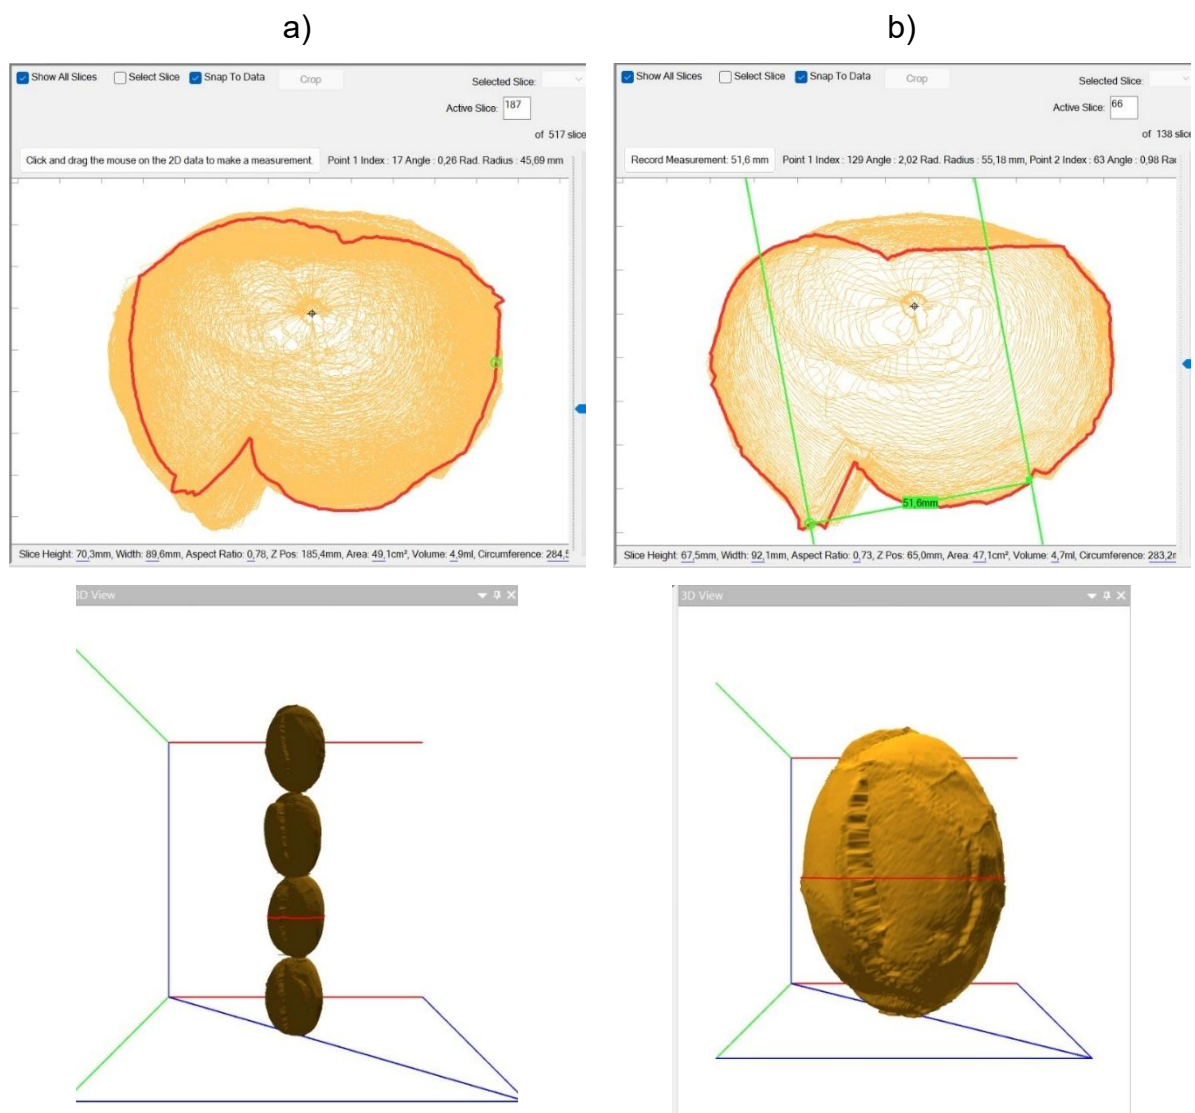 a)
b)
Show All Slices Select Slice Snap To Data Crop Selected Slice:
Active Slice: 187
of 517 slice
Click and drag the mouse on the 2D data to make a measurement. Point 1 Index : 17 Angle : 0,26 Rad. Radius : 45,69 mm
Slice Height: 70,3mm, Width: 89,6mm, Aspect Ratio: 0,78, Z Pos: 185,4mm, Area: 49,1cm², Volume: 4,9ml, Circumference: 284,5
Show All Slices Select Slice Snap To Data Crop Selected Slice:
Active Slice: 66
of 138 slice
Record Measurement: 51,6 mm Point 1 Index : 129 Angle : 2,02 Rad. Radius : 55,18 mm, Point 2 Index : 63 Angle : 0,98 Ra
51,6mm
Slice Height: 67,5mm, Width: 92,1mm, Aspect Ratio: 0,73, Z Pos: 65,0mm, Area: 47,1cm², Volume: 4,7ml, Circumference: 283,2
3D View
3D View